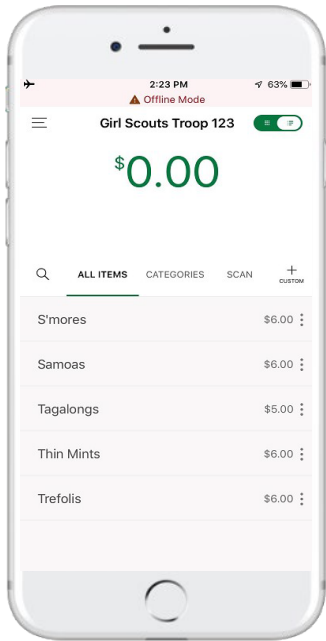 2:23 PM
63%
Offline Mode
Girl Scouts Troop 123
$0.00
ALL ITEMS CATEGORIES SCAN CUSTOM
S'mores $6.00
Samoas $6.00
Tagalongs $5.00
Thin Mints $6.00
Trefolis $6.00